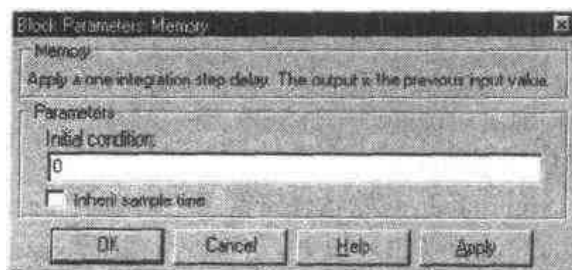 Block Parameters: Memory
Memory
Apply a one integration step delay. The output is the previous input value.
Parameters
Initial condition:
0
Inherit sample time
OK Cancel Help Apply